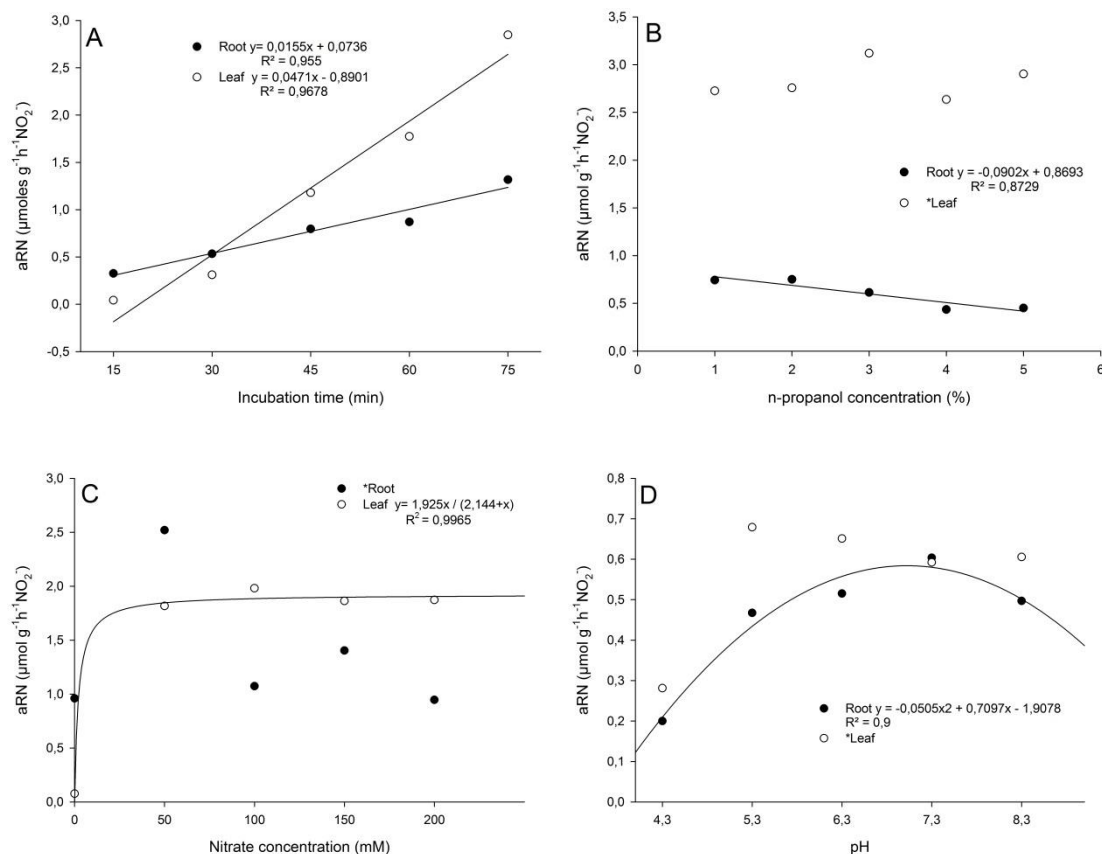 A
Root y= 0,0155x + 0,0736
R² = 0,955
Leaf y = 0,0471x - 0,8901
R² = 0,9678
3,0
2,5
2,0
1,5
1,0
0,5
0,0
-0,5
aRN (µmoles g⁻¹h⁻¹NO₂⁻)
15 30 45 60 75
Incubation time (min)
B
3,5
3,0
2,5
2,0
1,5
1,0
0,5
0,0
aRN (µmol g⁻¹h⁻¹NO₂⁻)
Root y = -0,0902x + 0,8693
R² = 0,8729
*Leaf
0 1 2 3 4 5 6
n-propanol concentration (%)
C
*Root
Leaf y= 1,925x / (2,144+x)
R² = 0,9965
3,0
2,5
2,0
1,5
1,0
0,5
0,0
aRN (µmol g⁻¹h⁻¹NO₂⁻)
0 50 100 150 200
Nitrate concentration (mM)
D
0,8
0,7
0,6
0,5
0,4
0,3
0,2
0,1
0,0
aRN (µmol g⁻¹h⁻¹NO₂⁻)
Root y = -0,0505x2 + 0,7097x - 1,9078
R² = 0,9
*Leaf
4,3 5,3 6,3 7,3 8,3
pH